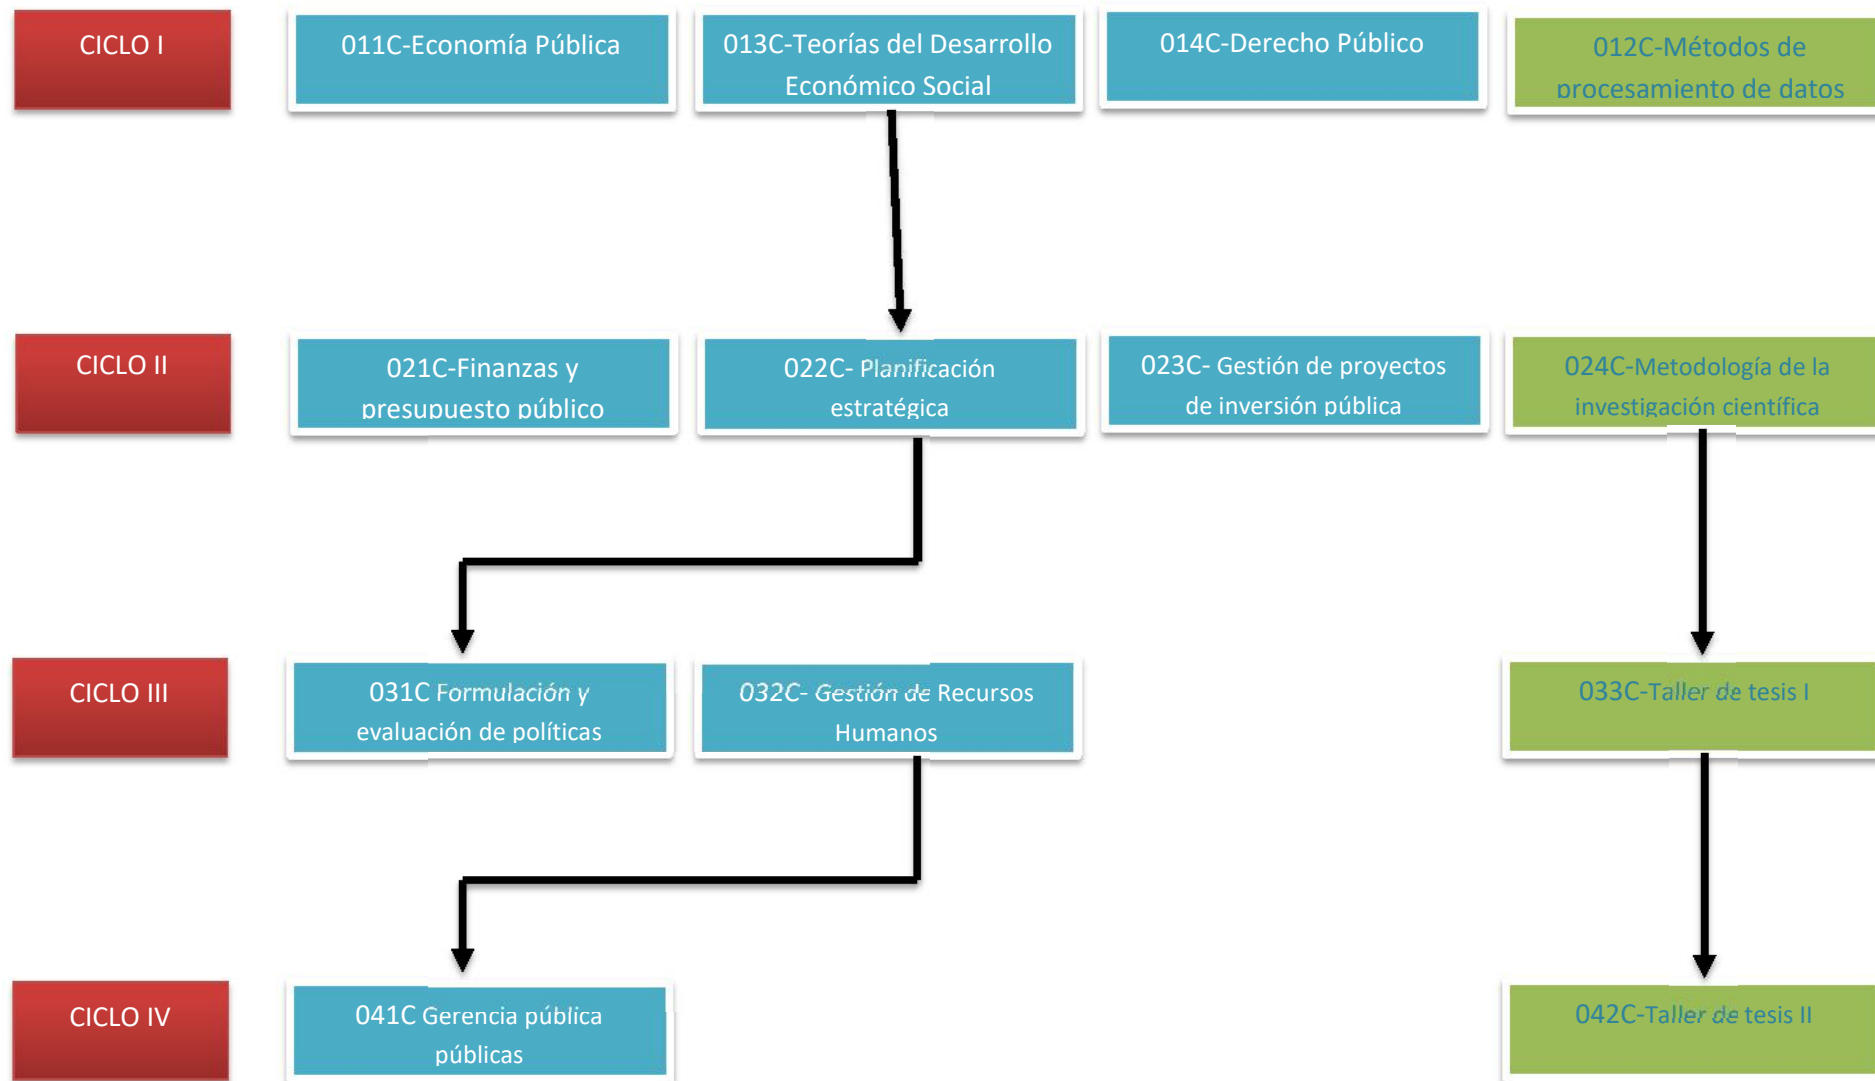 CICLO I
011C-Economía Pública
013C-Teorías del Desarrollo
Económico Social
014C-Derecho Público
012C-Métodos de
procesamiento de datos
CICLO II
021C-Finanzas y
presupuesto público
022C- Planificación
estratégica
023C- Gestión de proyectos
de inversión pública
024C-Metodología de la
investigación científica
CICLO III
031C Formulación y
evaluación de políticas
032C- Gestión de Recursos
Humanos
033C-Taller de tesis I
CICLO IV
041C Gerencia pública
públicas
042C-Taller de tesis II